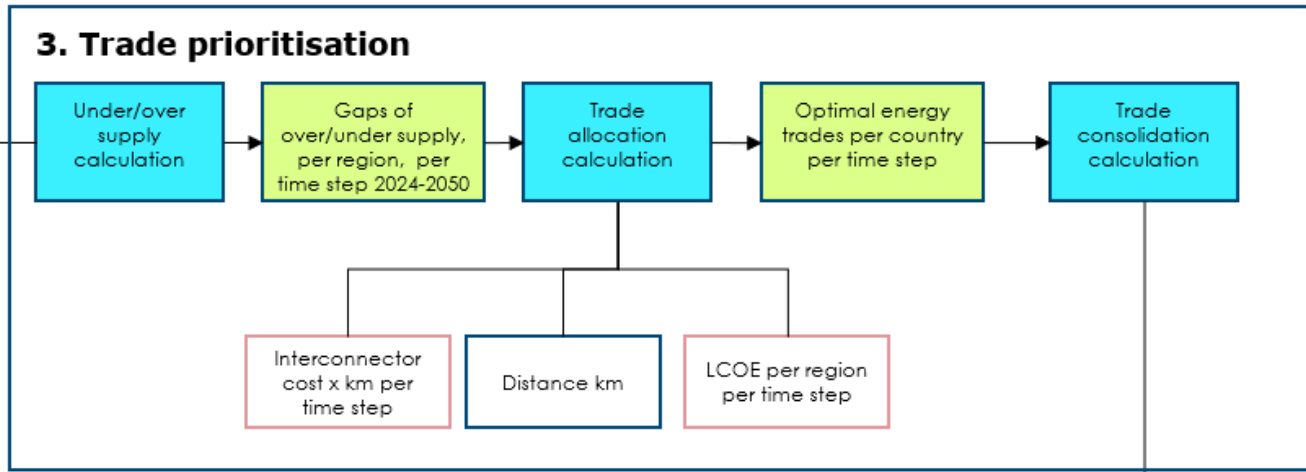 3. Trade prioritisation
Under/over
supply
calculation
Gaps of
over/under supply,
per region, per
time step 2024-2050
Trade
allocation
calculation
Optimal energy
trades per country
per time step
Trade
consolidation
calculation
Interconnector
cost x km per
time step
Distance km
LCOE per region
per time step